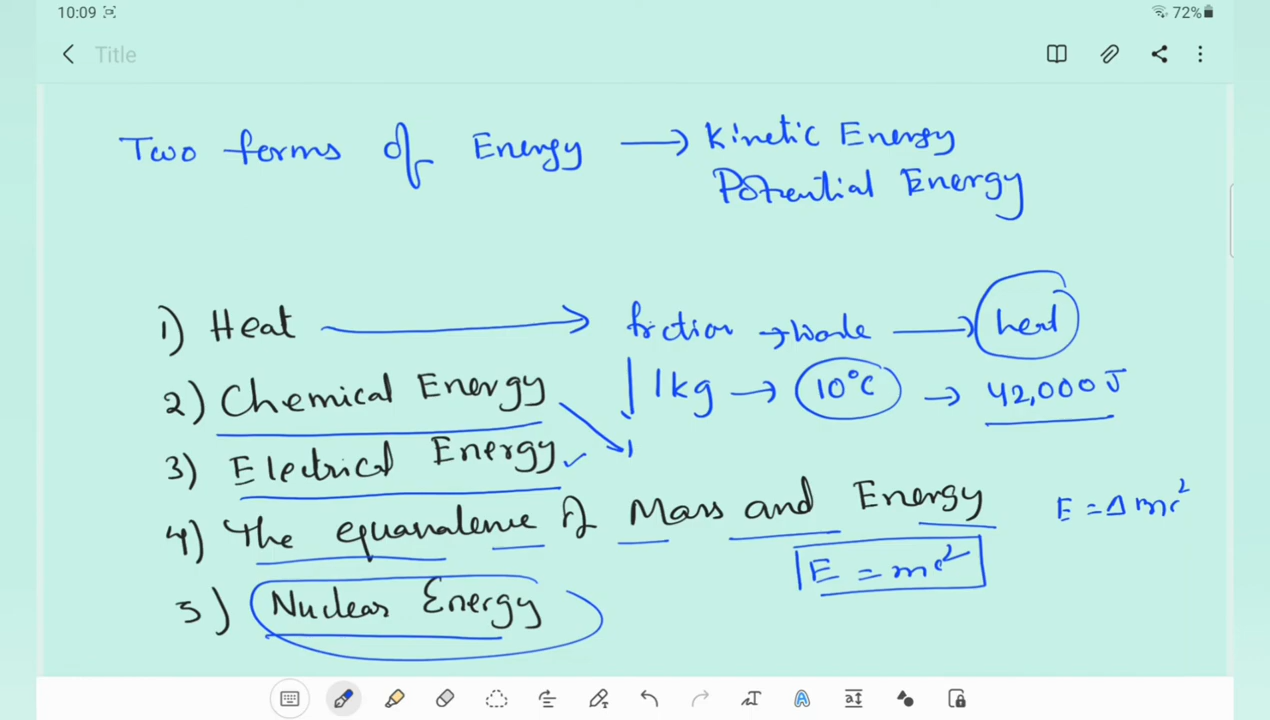 10:09
72%
Title
Two forms of Energy → Kinetic Energy
Potential Energy
1) Heat → friction → work → heat
1kg → 10°C → 42,000 J
2) Chemical Energy
3) Electrical Energy ✓
4) The equavalence of Mass and Energy
E = Δmc²
E = mc²
5) Nuclear Energy